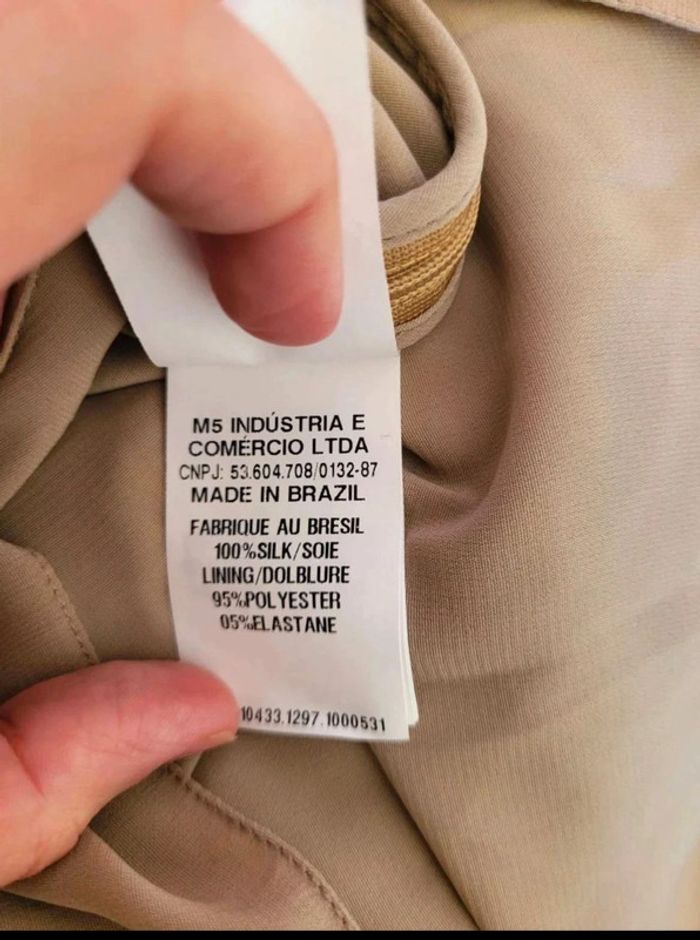 M5 INDÚSTRIA E
COMÉRCIO LTDA
CNPJ: 53.604.708/0132-87
MADE IN BRAZIL
FABRIQUE AU BRESIL
100%SILK/SOIE
LINING/DOLBLURE
95%POLYESTER
05%ELASTANE
10433.1297.1000531